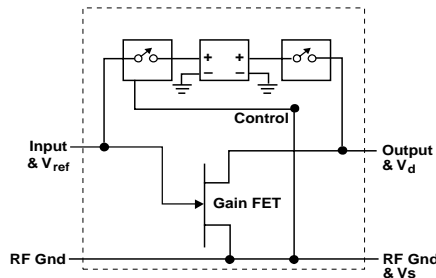 + +
− −
Control
Input
& Vref
Output
& Vd
Gain FET
RF Gnd
RF Gnd
& Vs